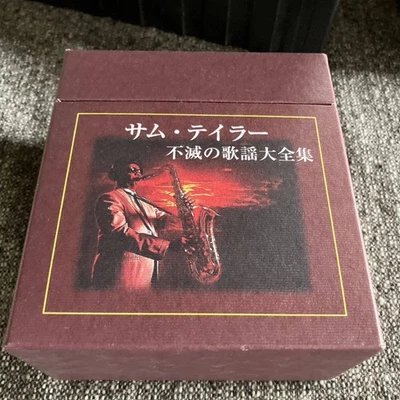 サム・テイラー
不滅の歌謡大全集